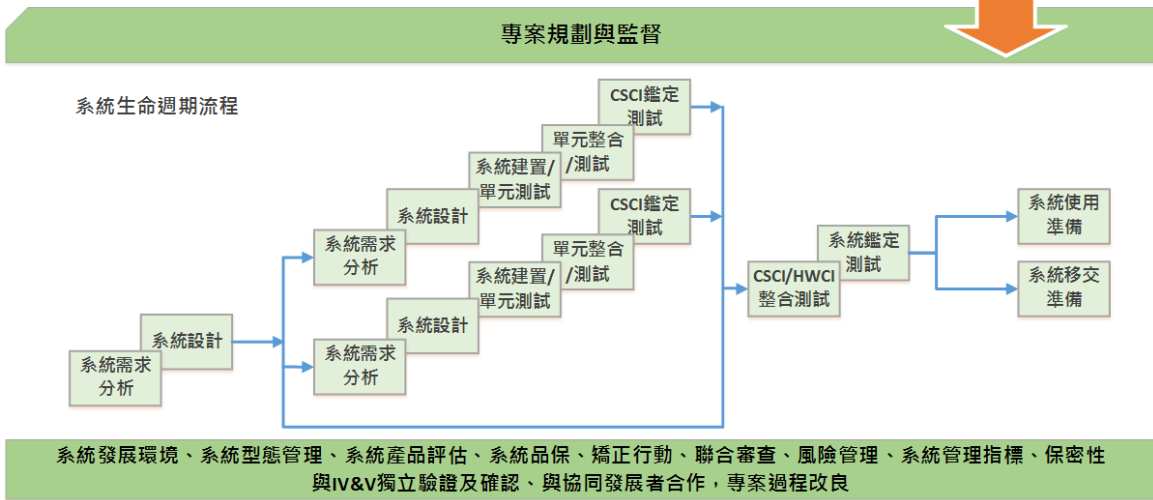 專案規劃與監督
系統生命週期流程
系統需求
分析
系統設計
系統需求
分析
系統設計
系統建置/
單元測試
單元整合
/測試
CSCI鑑定
測試
系統需求
分析
系統設計
系統建置/
單元測試
單元整合
/測試
CSCI鑑定
測試
CSCI/HWCI
整合測試
系統鑑定
測試
系統使用
準備
系統移交
準備
系統發展環境、系統型態管理、系統產品評估、系統品保、矯正行動、聯合審查、風險管理、系統管理指標、保密性
與IV&V獨立驗證及確認、與協同發展者合作，專案過程改良